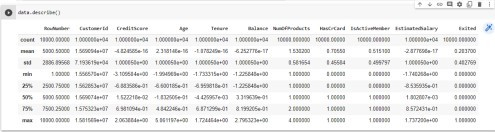 data.describe()
RowNumber CustomerId CreditScore Age Tenure Balance NumOfProducts HasCrCard IsActiveMember EstimatedSalary Exited
count 10000.00000 1.000000e+04 1.000000e+04 1.000000e+04 1.000000e+04 1.000000e+04 10000.000000 10000.00000 10000.000000 1.000000e+04 10000.000000
mean 5000.50000 1.569094e+07 -4.824585e-16 2.318146e-16 -1.078249e-16 -6.252776e-17 1.530200 0.70550 0.515100 -2.877698e-17 0.203700
std 2886.89568 7.193619e+04 1.000050e+00 1.000050e+00 1.000050e+00 1.000050e+00 0.581654 0.45584 0.499797 1.000050e+00 0.402769
min 1.00000 1.556570e+07 -3.109504e+00 -1.994969e+00 -1.733315e+00 -1.225848e+00 1.000000 0.00000 0.000000 -1.740268e+00 0.000000
25% 2500.75000 1.562853e+07 -6.883586e-01 -6.600185e-01 -6.959818e-01 -1.225848e+00 1.000000 0.00000 0.000000 -8.535935e-01 0.000000
50% 5000.50000 1.569074e+07 1.522218e-02 -1.832505e-01 -4.425957e-03 3.319639e-01 1.000000 1.00000 1.000000 1.802807e-03 0.000000
75% 7500.25000 1.575323e+07 6.981094e-01 4.842246e-01 6.871299e-01 8.199205e-01 2.000000 1.00000 1.000000 8.572431e-01 0.000000
max 10000.00000 1.581569e+07 2.063884e+00 5.061197e+00 1.724464e+00 2.795323e+00 4.000000 1.00000 1.000000 1.737200e+00 1.000000